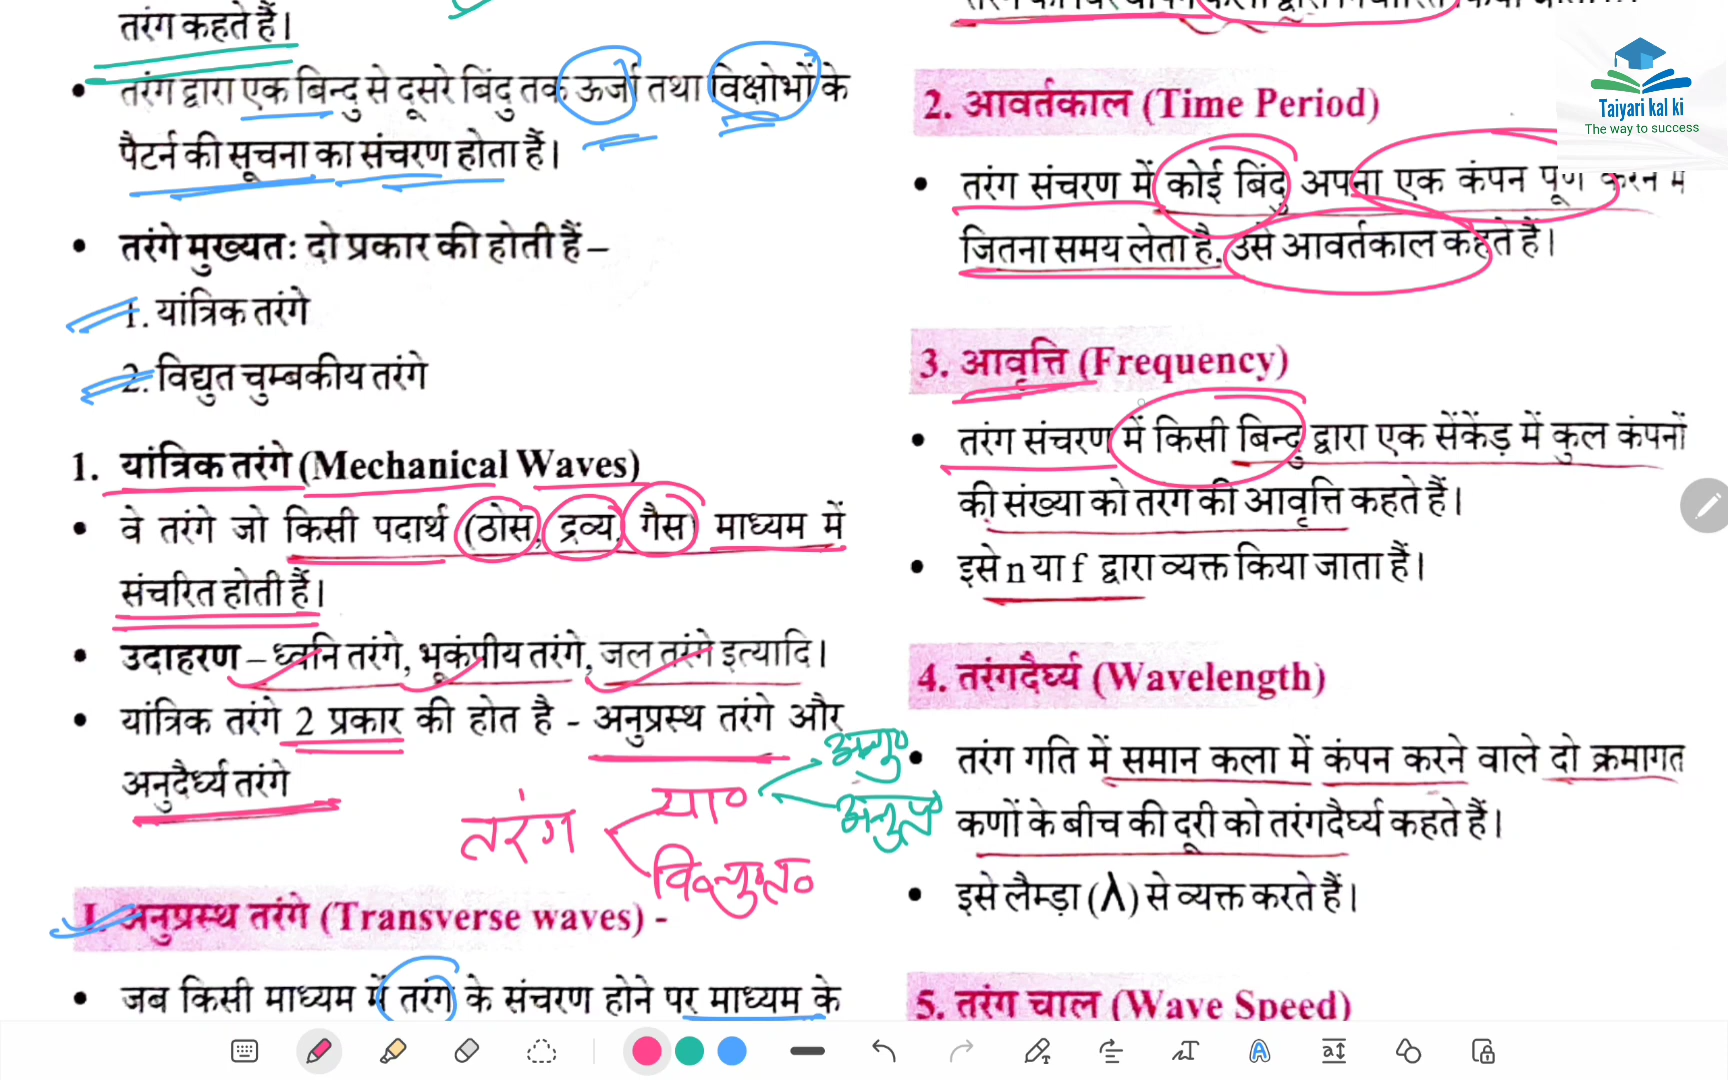 तरंग कहते हैं।
• तरंग द्वारा एक बिन्दु से दूसरे बिंदु तक ऊर्जा तथा विक्षोभों के
पैटर्न की सूचना का संचरण होता हैं।
• तरंगे मुख्यतः दो प्रकार की होती हैं –
1. यांत्रिक तरंगे
2. विद्युत चुम्बकीय तरंगे
1. यांत्रिक तरंगे (Mechanical Waves)
• वे तरंगे जो किसी पदार्थ (ठोस, द्रव्य, गैस) माध्यम में
संचरित होती हैं।
• उदाहरण – ध्वनि तरंगे, भूकंप्रीय तरंगे, जल तरंगे इत्यादि।
• यांत्रिक तरंगे 2 प्रकार की होत है - अनुप्रस्थ तरंगे और
अनुदैर्ध्य तरंगे
तरंग
या०
अनु०
I. अनुप्रस्थ तरंगे (Transverse waves) -
• जब किसी माध्यम में तरंग के संचरण होने पर माध्यम के
2. आवर्तकाल (Time Period)
• तरंग संचरण में कोई बिंदु अपना एक कंपन पूर्ण करने में
जितना समय लेता है, उसे आवर्तकाल कहते हैं।
3. आवृत्ति (Frequency)
• तरंग संचरण में किसी बिन्दु द्वारा एक सेंकेंड़ में कुल कंपनों
की संख्या को तरंग की आवृत्ति कहते हैं।
• इसे n या f द्वारा व्यक्त किया जाता हैं।
4. तरंगदैर्घ्य (Wavelength)
• तरंग गति में समान कला में कंपन करने वाले दो क्रमागत
कणों के बीच की दूरी को तरंगदैर्घ्य कहते हैं।
• इसे लैम्ड़ा (λ) से व्यक्त करते हैं।
5. तरंग चाल (Wave Speed)
Taiyari kal ki
The way to success